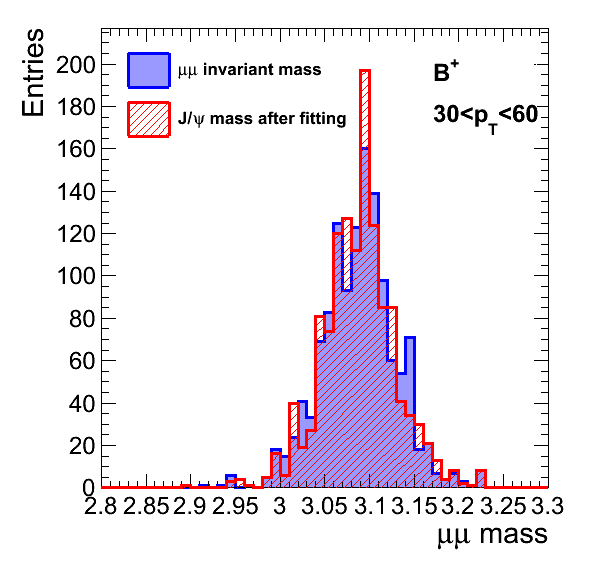 Entries
200
180
160
140
120
100
80
60
40
20
0
μμ invariant mass
J/ψ mass after fitting
B+
30<pT<60
2.8 2.85 2.9 2.95 3 3.05 3.1 3.15 3.2 3.25 3.3
μμ mass